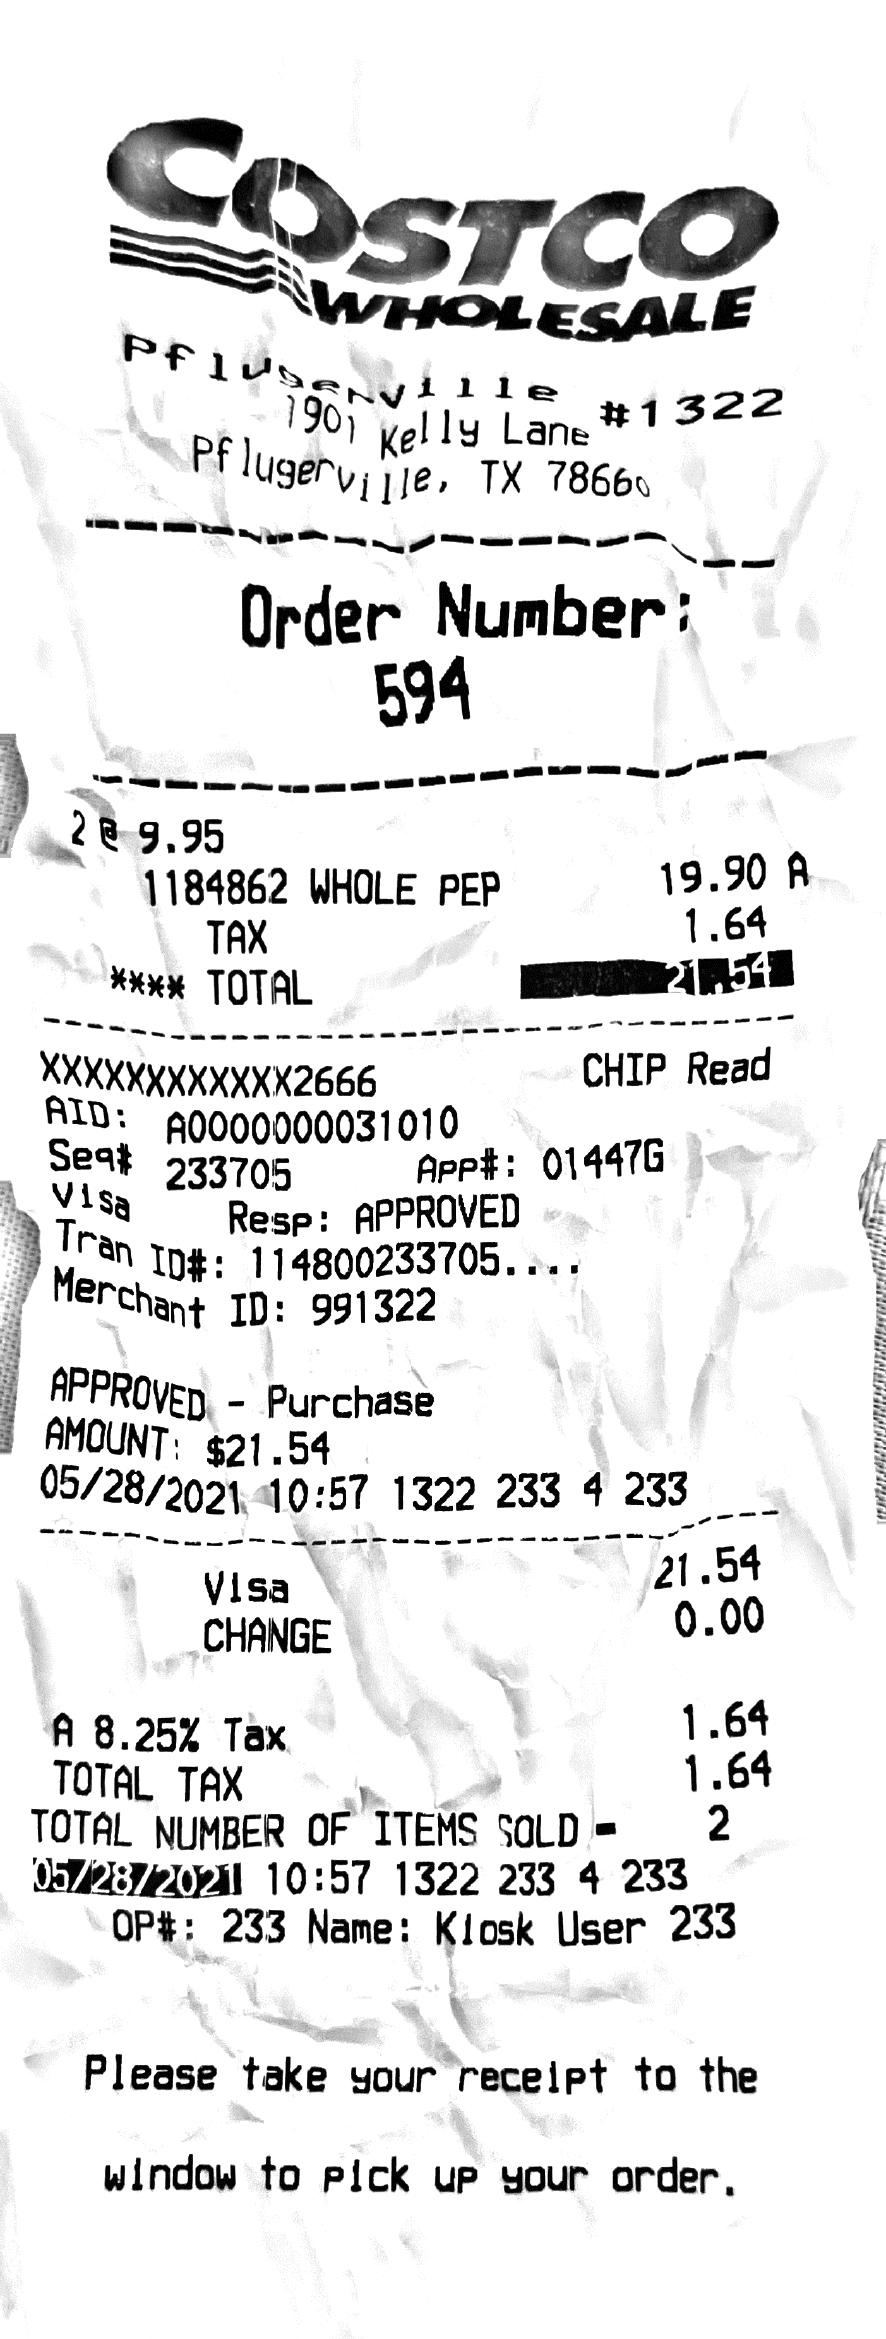 COSTCO
WHOLESALE
Pflugerville #1322
1901 Kelly Lane
Pflugerville, TX 78660
Order Number:
594
2 @ 9.95
1184862 WHOLE PEP 19.90 A
TAX 1.64
**** TOTAL 21.54
XXXXXXXXXXXX2666 CHIP Read
AID: A0000000031010
Seq# 233705 App#: 01447G
Visa Resp: APPROVED
Tran ID#: 114800233705....
Merchant ID: 991322
APPROVED - Purchase
AMOUNT: $21.54
05/28/2021 10:57 1322 233 4 233
Visa 21.54
CHANGE 0.00
A 8.25% Tax 1.64
TOTAL TAX 1.64
TOTAL NUMBER OF ITEMS SOLD = 2
05/28/2021 10:57 1322 233 4 233
OP#: 233 Name: Kiosk User 233
Please take your receipt to the
window to pick up your order.